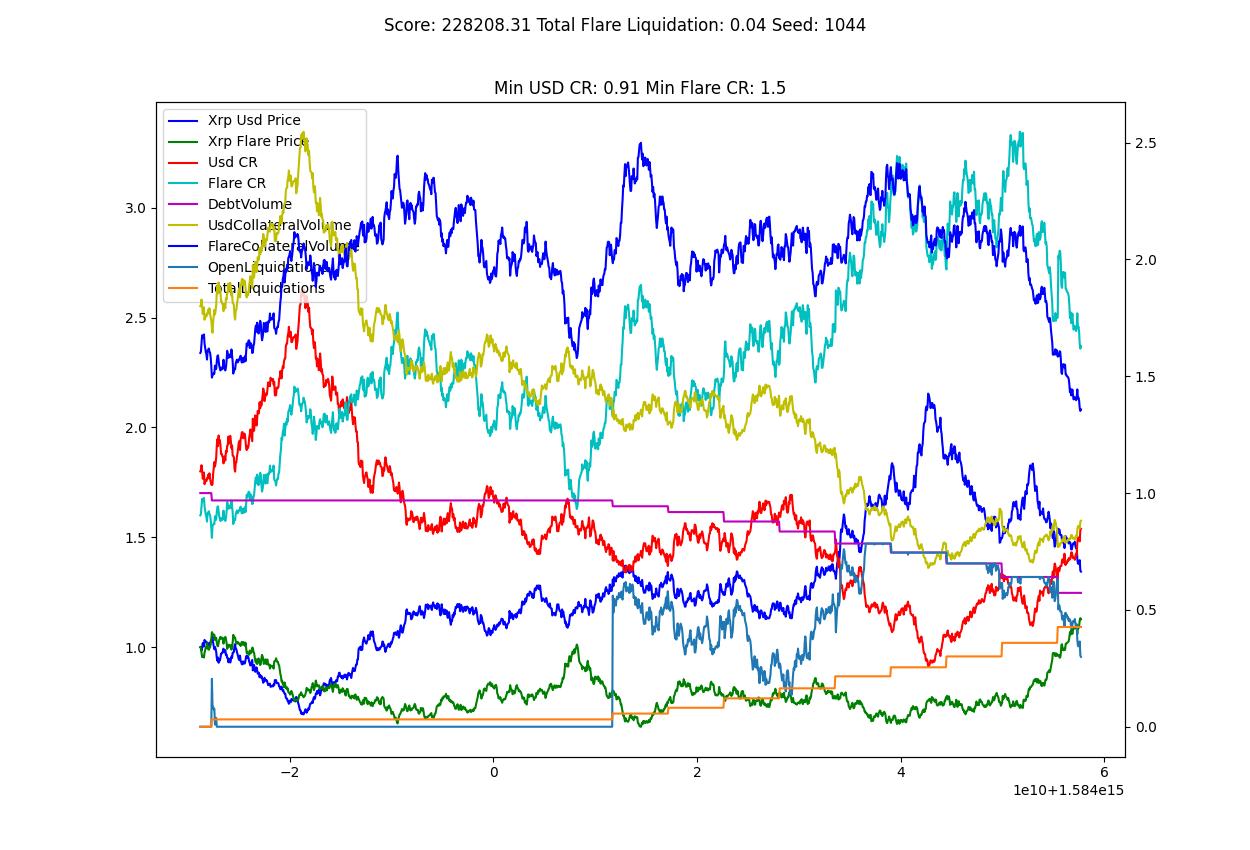 Score: 228208.31 Total Flare Liquidation: 0.04 Seed: 1044
Min USD CR: 0.91 Min Flare CR: 1.5
Xrp Usd Price
Xrp Flare Price
Usd CR
Flare CR
DebtVolume
UsdCollateralVolume
FlareCollateralVolume
OpenLiquidations
TotalLiquidations
3.0
2.5
2.0
1.5
1.0
2.5
2.0
1.5
1.0
0.5
0.0
−2
0
2
4
6
1e10+1.584e15